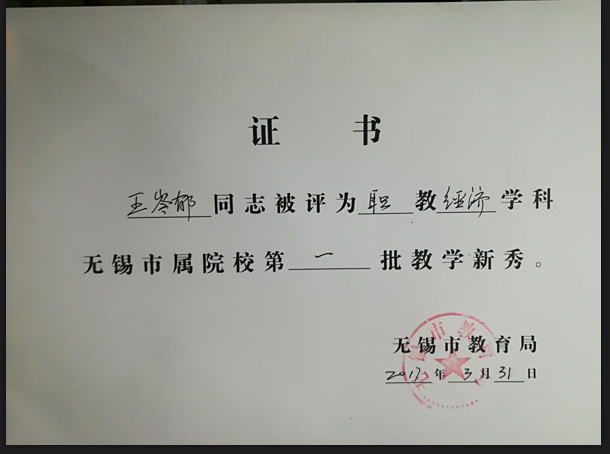 证 书
王岑郁同志被评为职教经济学科
无锡市属院校第一批教学新秀。
无锡市教育局
2017年3月31日